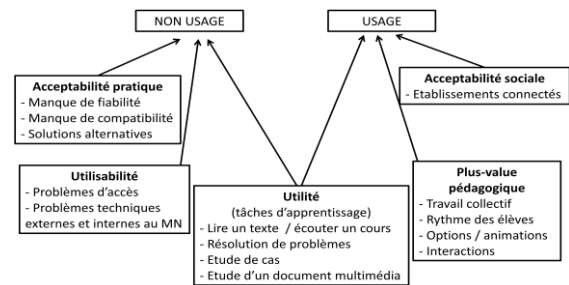 NON USAGE
USAGE
Acceptabilité pratique
- Manque de fiabilité
- Manque de compatibilité
- Solutions alternatives
Acceptabilité sociale
- Etablissements connectés
Utilisabilité
- Problèmes d'accès
- Problèmes techniques
externes et internes au MN
Utilité
(tâches d'apprentissage)
- Lire un texte / écouter un cours
- Résolution de problèmes
- Etude de cas
- Etude d'un document multimédia
Plus-value
pédagogique
- Travail collectif
- Rythme des élèves
- Options / animations
- Interactions